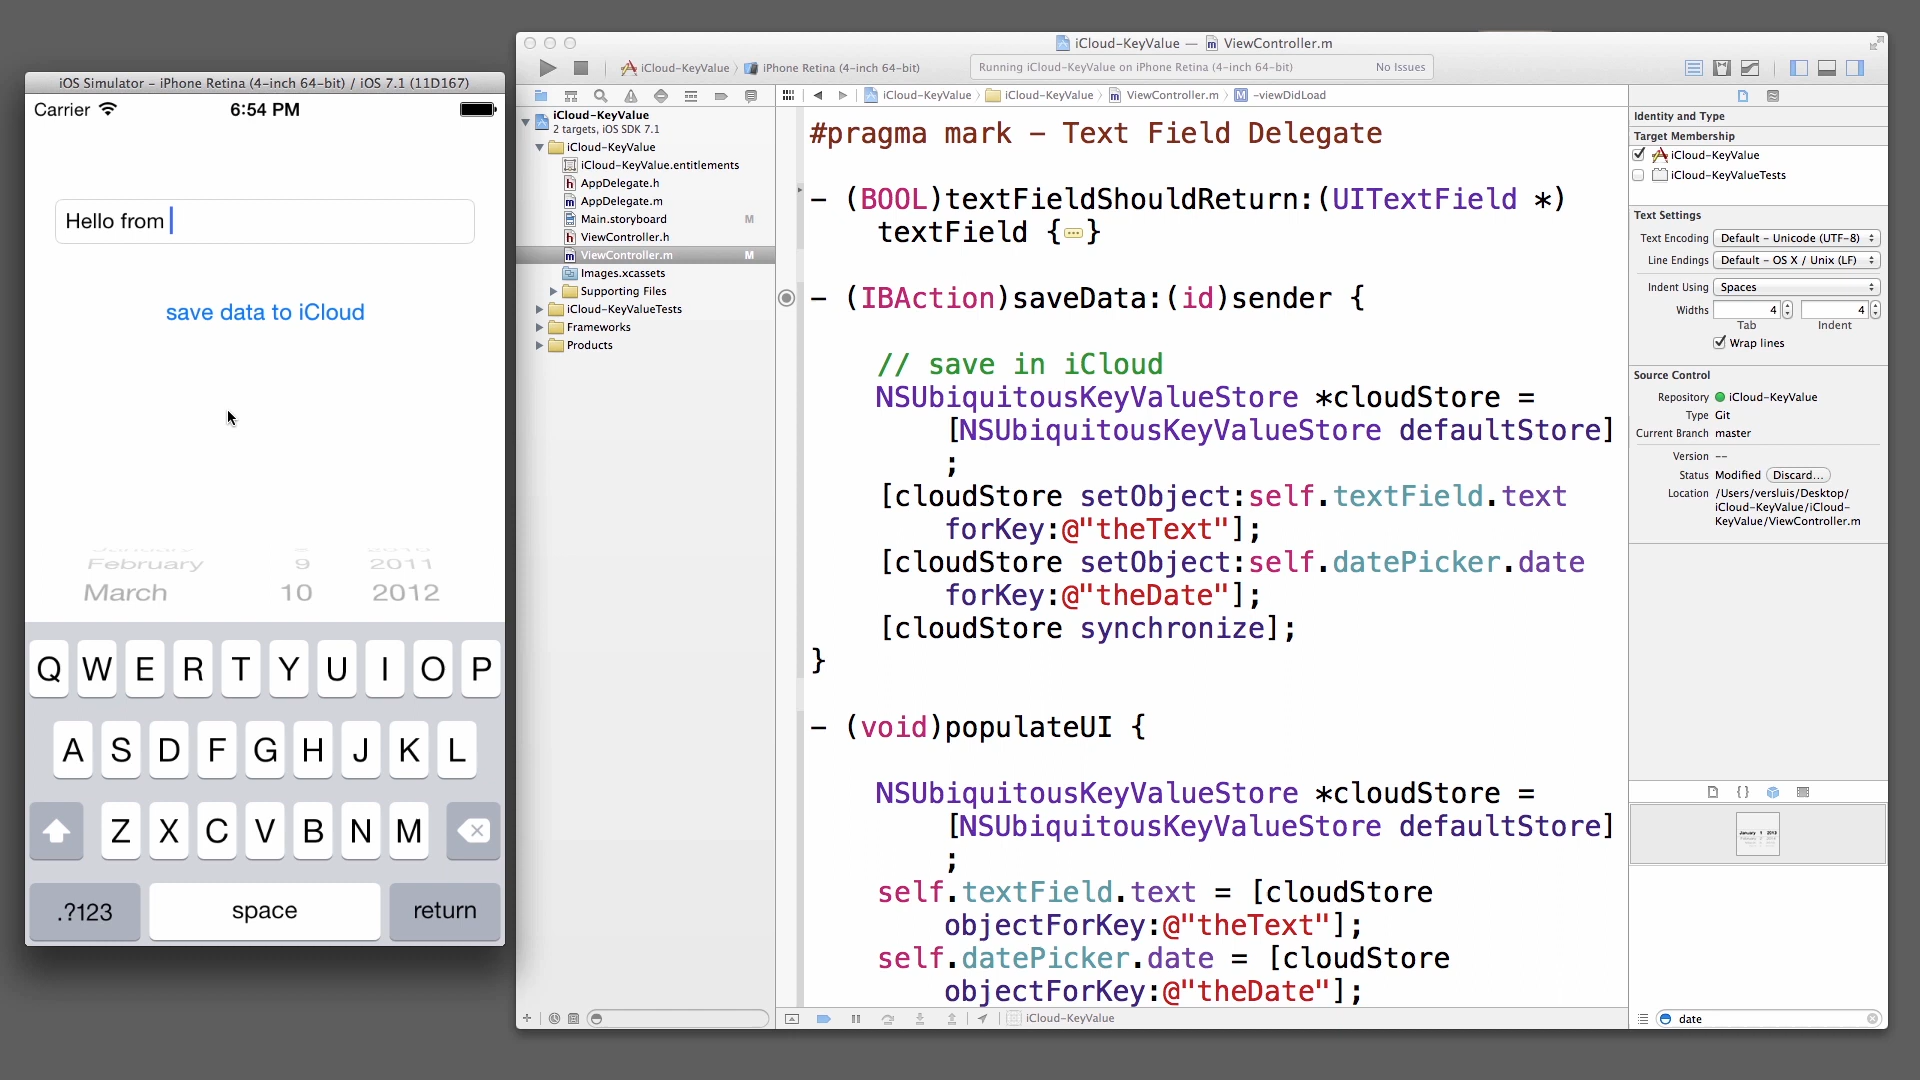 iOS Simulator - iPhone Retina (4-inch 64-bit) / iOS 7.1 (11D167)
Carrier 6:54 PM
Hello from
save data to iCloud
February 9 2011
March 10 2012
Q W E R T Y U I O P
A S D F G H J K L
Z X C V B N M
.?123 space return
iCloud-KeyValue — ViewController.m
iCloud-KeyValue iPhone Retina (4-inch 64-bit)
Running iCloud-KeyValue on iPhone Retina (4-inch 64-bit) No Issues
iCloud-KeyValue
2 targets, iOS SDK 7.1
iCloud-KeyValue
iCloud-KeyValue.entitlements
AppDelegate.h
AppDelegate.m
Main.storyboard M
ViewController.h
ViewController.m M
Images.xcassets
Supporting Files
iCloud-KeyValueTests
Frameworks
Products
iCloud-KeyValue iCloud-KeyValue ViewController.m -viewDidLoad
#pragma mark - Text Field Delegate
- (BOOL)textFieldShouldReturn:(UITextField *)
textField {...}
- (IBAction)saveData:(id)sender {
// save in iCloud
NSUbiquitousKeyValueStore *cloudStore =
[NSUbiquitousKeyValueStore defaultStore]
;
[cloudStore setObject:self.textField.text
forKey:@"theText"];
[cloudStore setObject:self.datePicker.date
forKey:@"theDate"];
[cloudStore synchronize];
}
- (void)populateUI {
NSUbiquitousKeyValueStore *cloudStore =
[NSUbiquitousKeyValueStore defaultStore]
;
self.textField.text = [cloudStore
objectForKey:@"theText"];
self.datePicker.date = [cloudStore
objectForKey:@"theDate"];
iCloud-KeyValue
Identity and Type
Target Membership
iCloud-KeyValue
iCloud-KeyValueTests
Text Settings
Text Encoding Default - Unicode (UTF-8)
Line Endings Default - OS X / Unix (LF)
Indent Using Spaces
Widths 4 4
Tab Indent
Wrap lines
Source Control
Repository iCloud-KeyValue
Type Git
Current Branch master
Version --
Status Modified Discard...
Location /Users/versluis/Desktop/
iCloud-KeyValue/iCloud-
KeyValue/ViewController.m
{ }
date